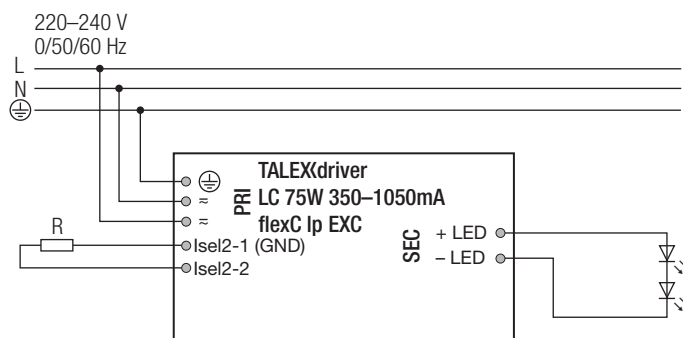 220–240 V
0/50/60 Hz
L
N
TALEXXdriver
PRI
≂
LC 75W 350–1050mA
≂
flexC lp EXC
R
Isel2-1 (GND)
Isel2-2
SEC
+ LED
– LED